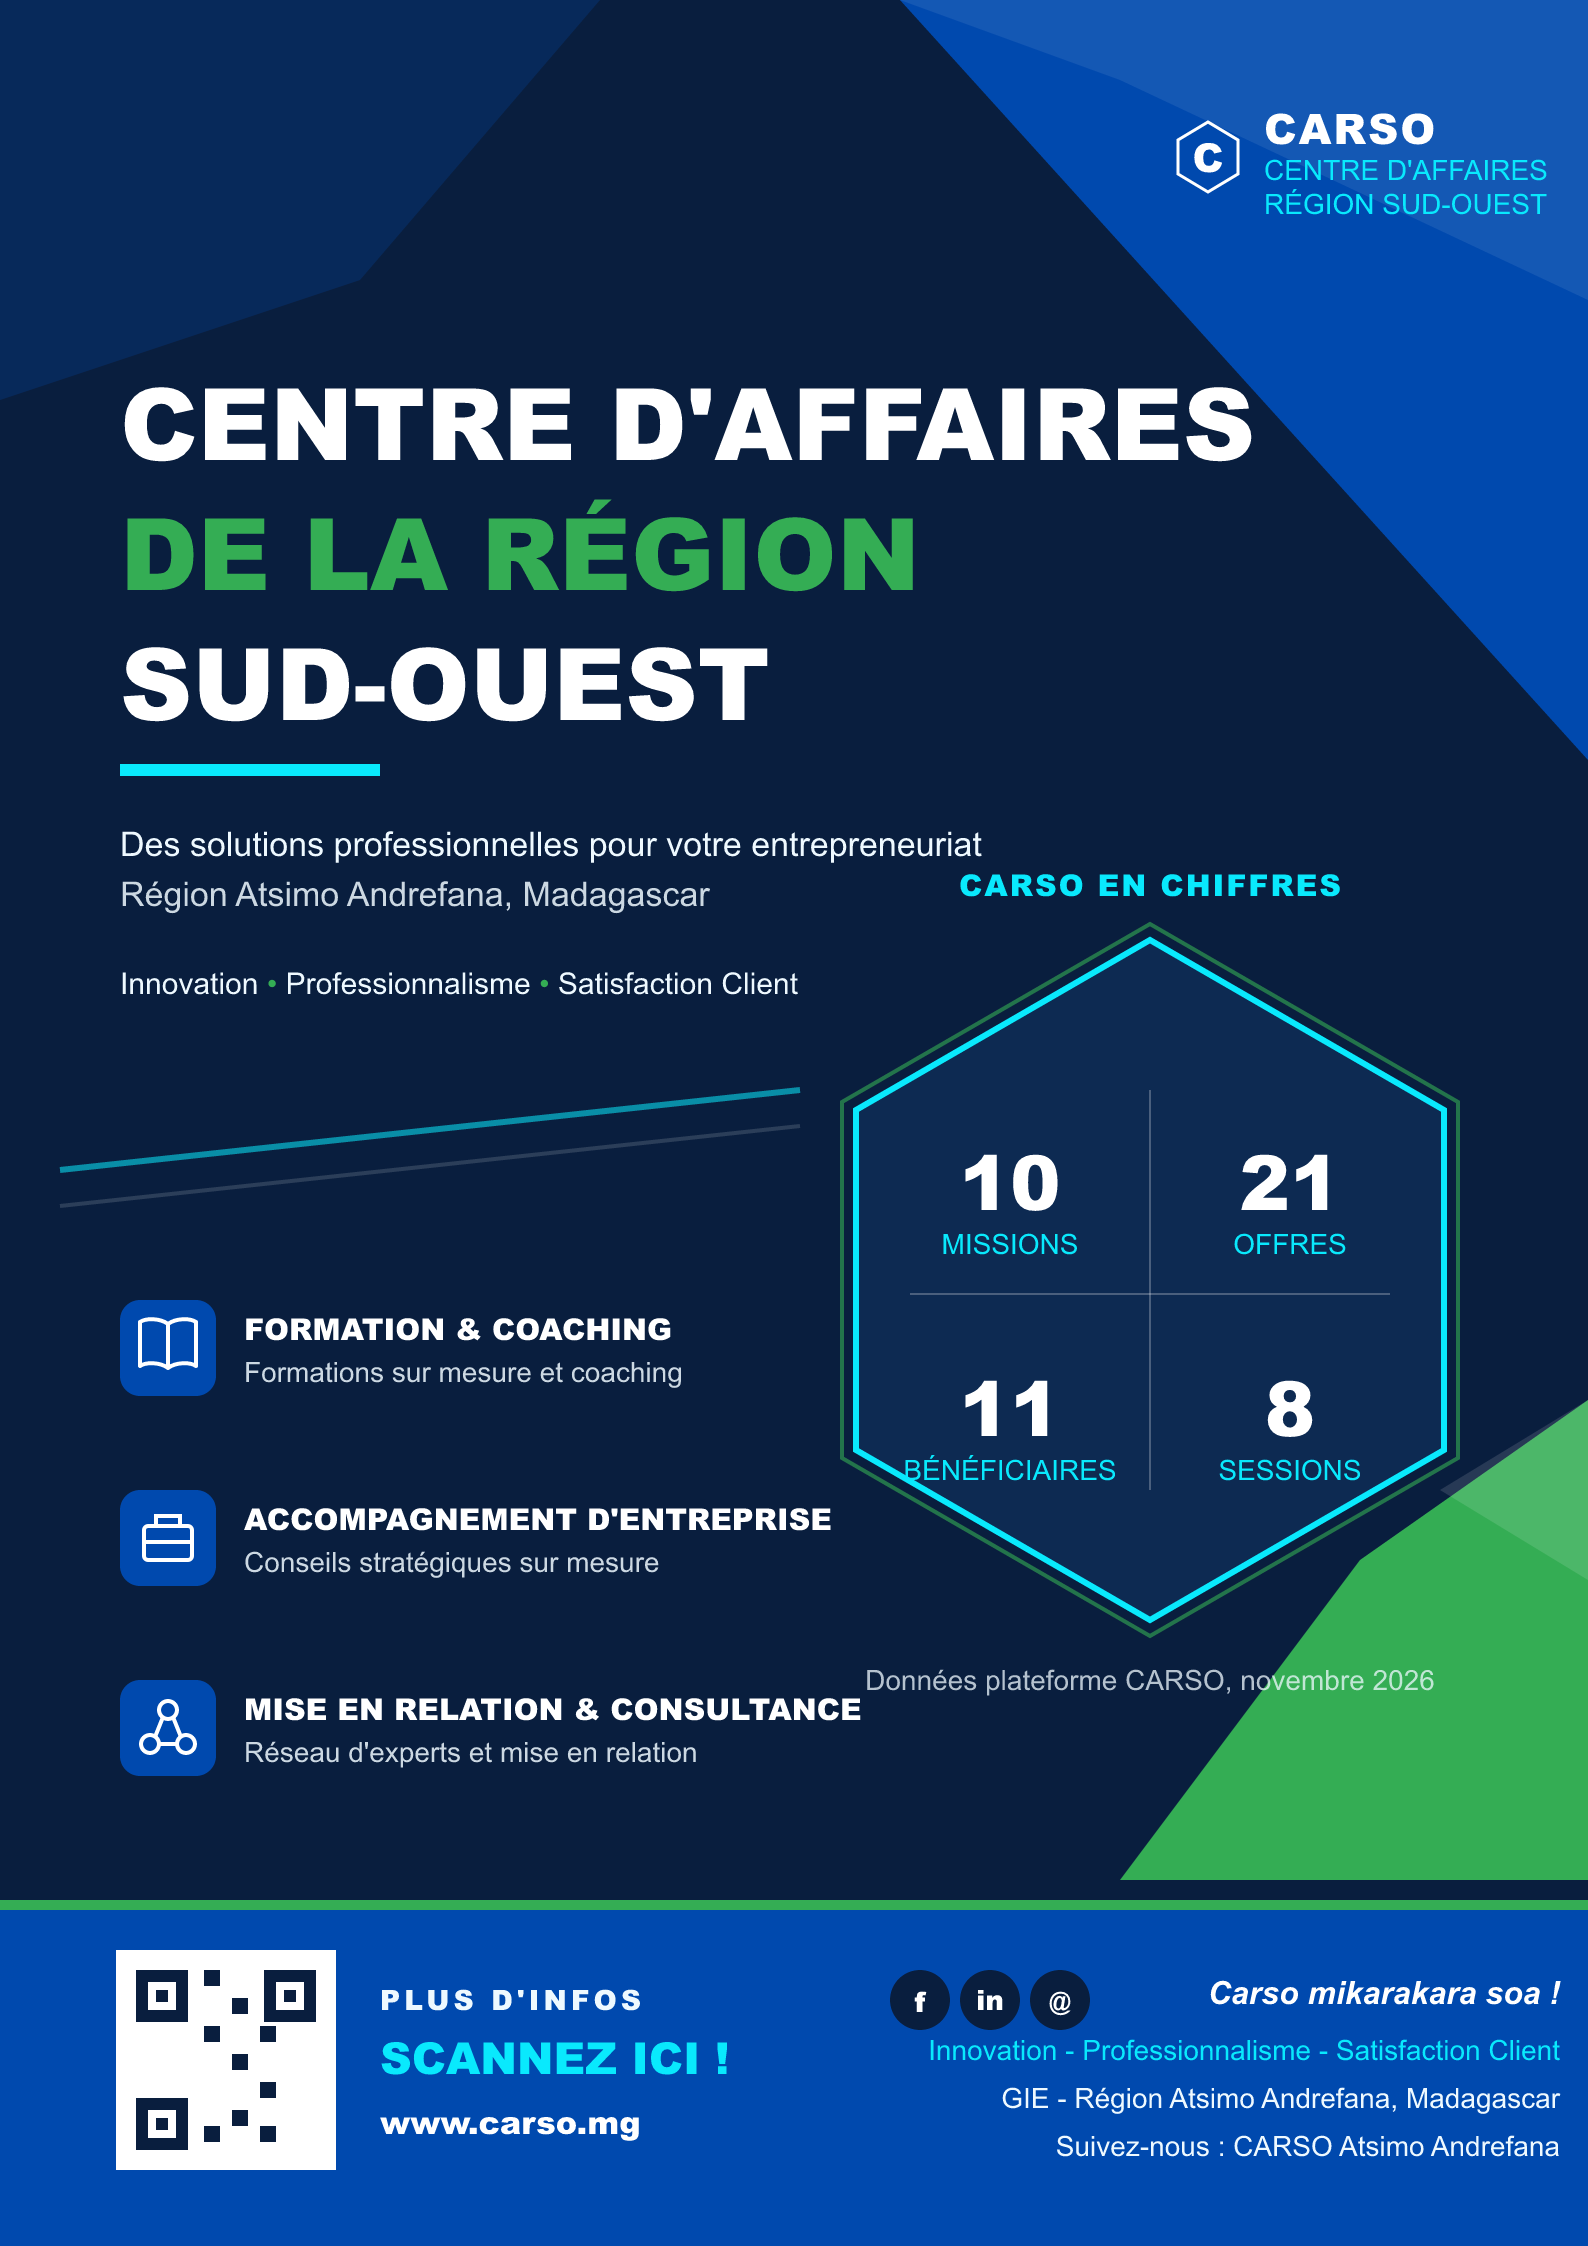 C
CARSO
CENTRE D'AFFAIRES
RÉGION SUD-OUEST
CENTRE D'AFFAIRES
DE LA RÉGION
SUD-OUEST
Des solutions professionnelles pour votre entrepreneuriat
Région Atsimo Andrefana, Madagascar
Innovation • Professionnalisme • Satisfaction Client
CARSO EN CHIFFRES
10
MISSIONS
21
OFFRES
11
BÉNÉFICIAIRES
8
SESSIONS
Données plateforme CARSO, novembre 2026
FORMATION & COACHING
Formations sur mesure et coaching
ACCOMPAGNEMENT D'ENTREPRISE
Conseils stratégiques sur mesure
MISE EN RELATION & CONSULTANCE
Réseau d'experts et mise en relation
PLUS D'INFOS
SCANNEZ ICI !
www.carso.mg
f in @
Carso mikarakara soa !
Innovation - Professionnalisme - Satisfaction Client
GIE - Région Atsimo Andrefana, Madagascar
Suivez-nous : CARSO Atsimo Andrefana